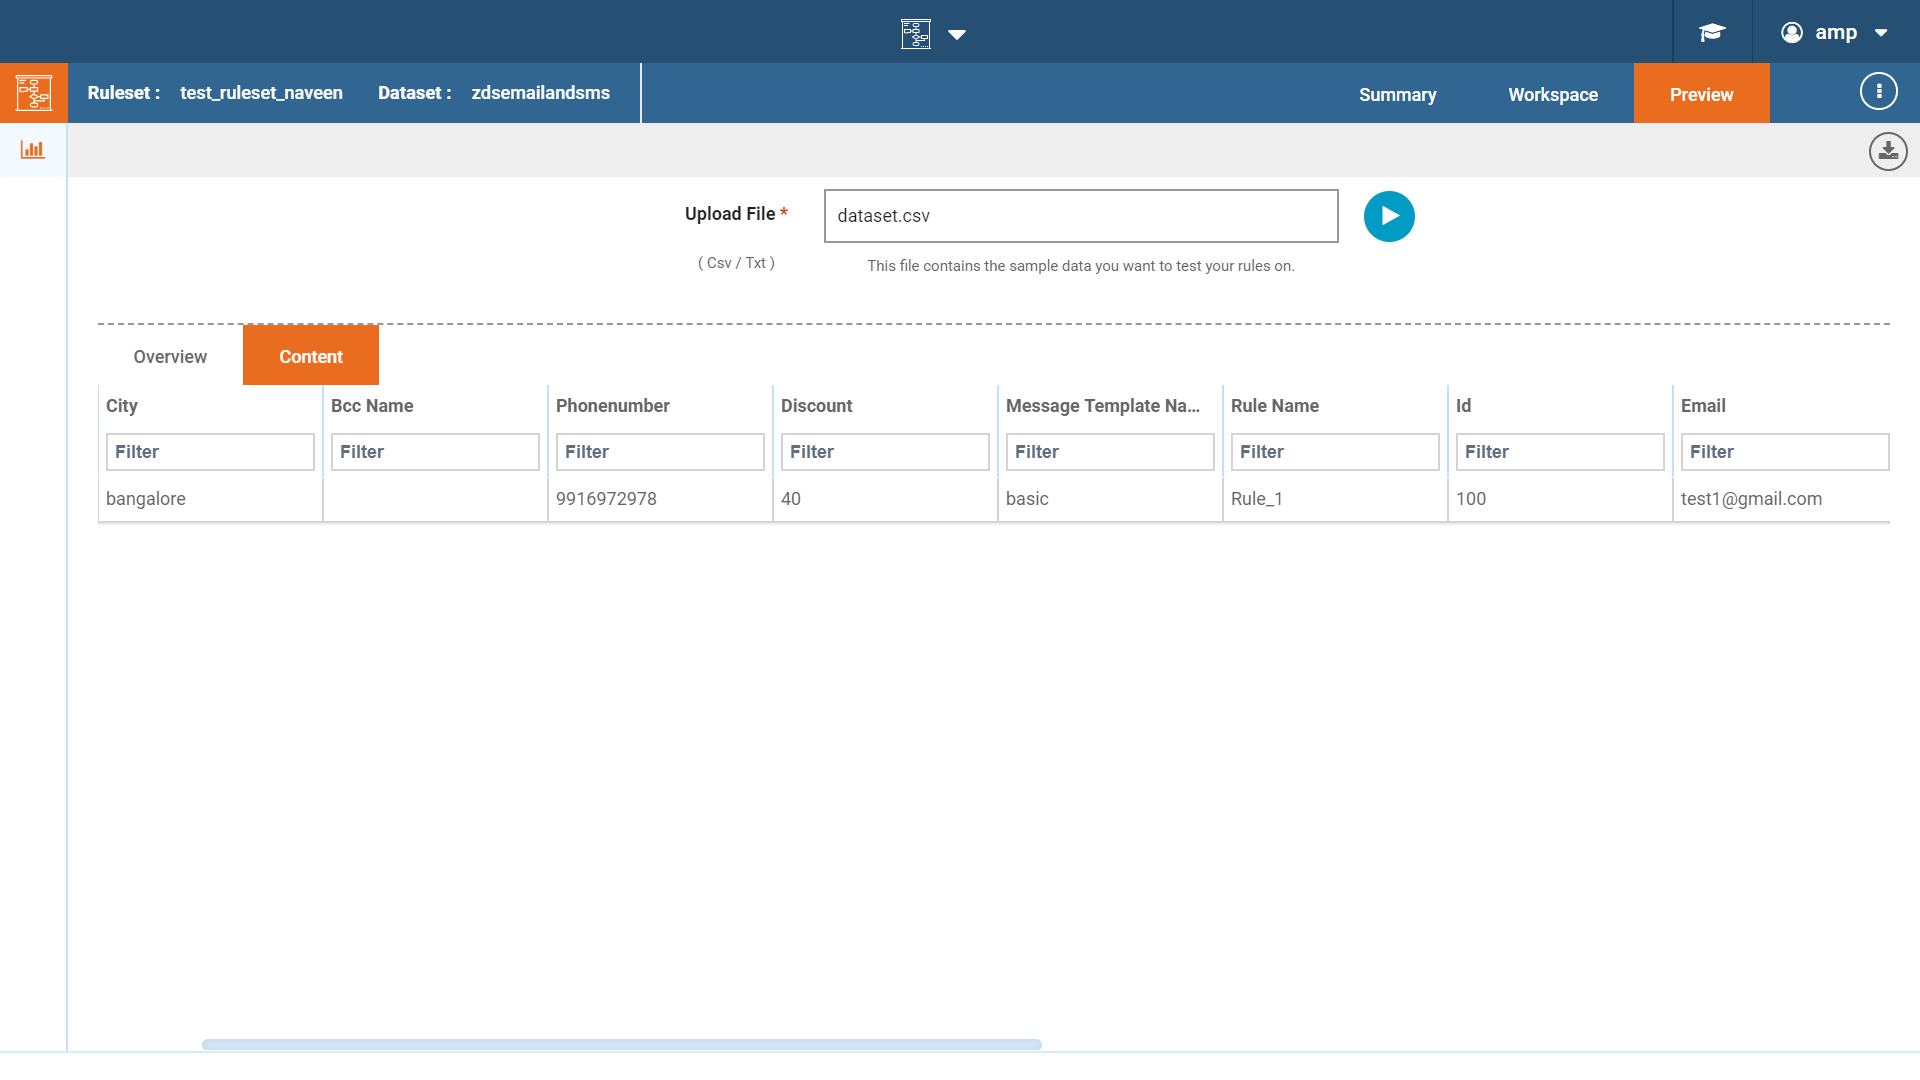 amp
Ruleset : test_ruleset_naveen Dataset : zdsemailandsms Summary Workspace Preview
Upload File * dataset.csv
( Csv / Txt ) This file contains the sample data you want to test your rules on.
Overview Content
City Bcc Name Phonenumber Discount Message Template Na... Rule Name Id Email
Filter Filter Filter Filter Filter Filter Filter Filter
bangalore 9916972978 40 basic Rule_1 100 test1@gmail.com